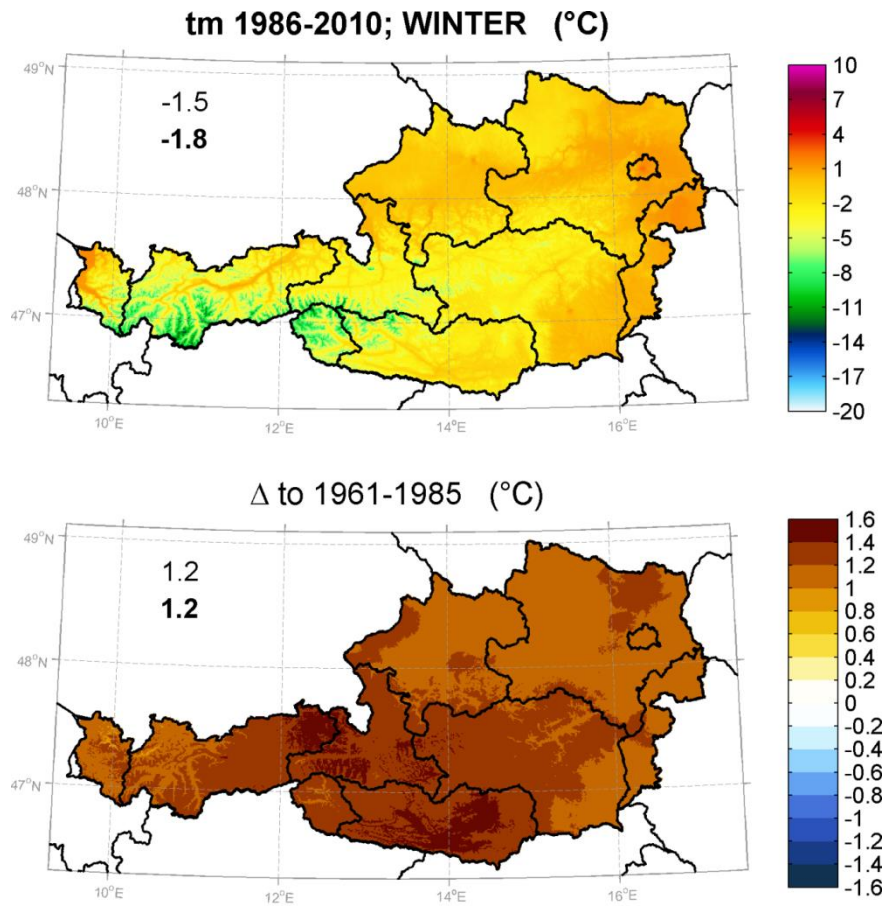 tm 1986-2010; WINTER (°C)
49°N
48°N
47°N
-1.5
-1.8
10°E
12°E
14°E
16°E
10
7
4
1
-2
-5
-8
-11
-14
-17
-20
Δ to 1961-1985 (°C)
49°N
48°N
47°N
1.2
1.2
10°E
12°E
14°E
16°E
1.6
1.4
1.2
1
0.8
0.6
0.4
0.2
0
-0.2
-0.4
-0.6
-0.8
-1
-1.2
-1.4
-1.6